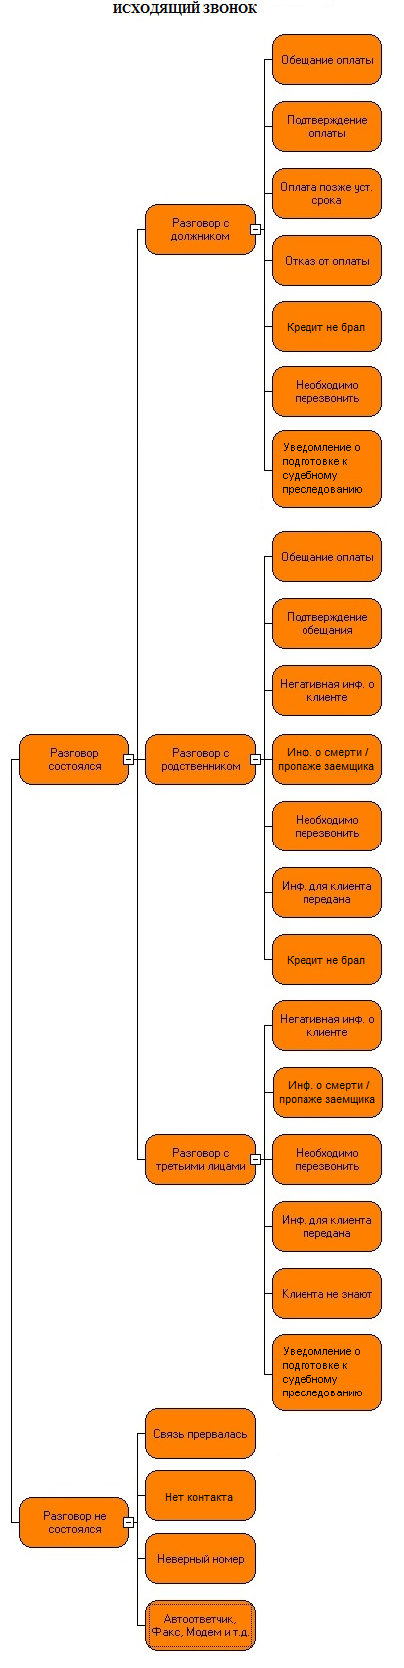 ИСХОДЯЩИЙ ЗВОНОК
Обещание оплаты
Подтверждение
оплаты
Оплата позже уст.
срока
Разговор с
должником
Отказ от оплаты
Кредит не брал
Необходимо
перезвонить
Уведомление о
подготовке к
судебному
преследованию
Обещание оплаты
Подтверждение
обещания
Негативная инф. о
клиенте
Разговор
состоялся
Разговор с
родственником
Инф. о смерти /
пропаже заемщика
Необходимо
перезвонить
Инф. для клиента
передана
Кредит не брал
Негативная инф. о
клиенте
Инф. о смерти /
пропаже заемщика
Разговор с
третьими лицами
Необходимо
перезвонить
Инф. для клиента
передана
Клиента не знают
Уведомление о
подготовке к
судебному
преследованию
Связь прервалась
Нет контакта
Разговор не
состоялся
Неверный номер
Автоответчик,
Факс, Модем и т.д.